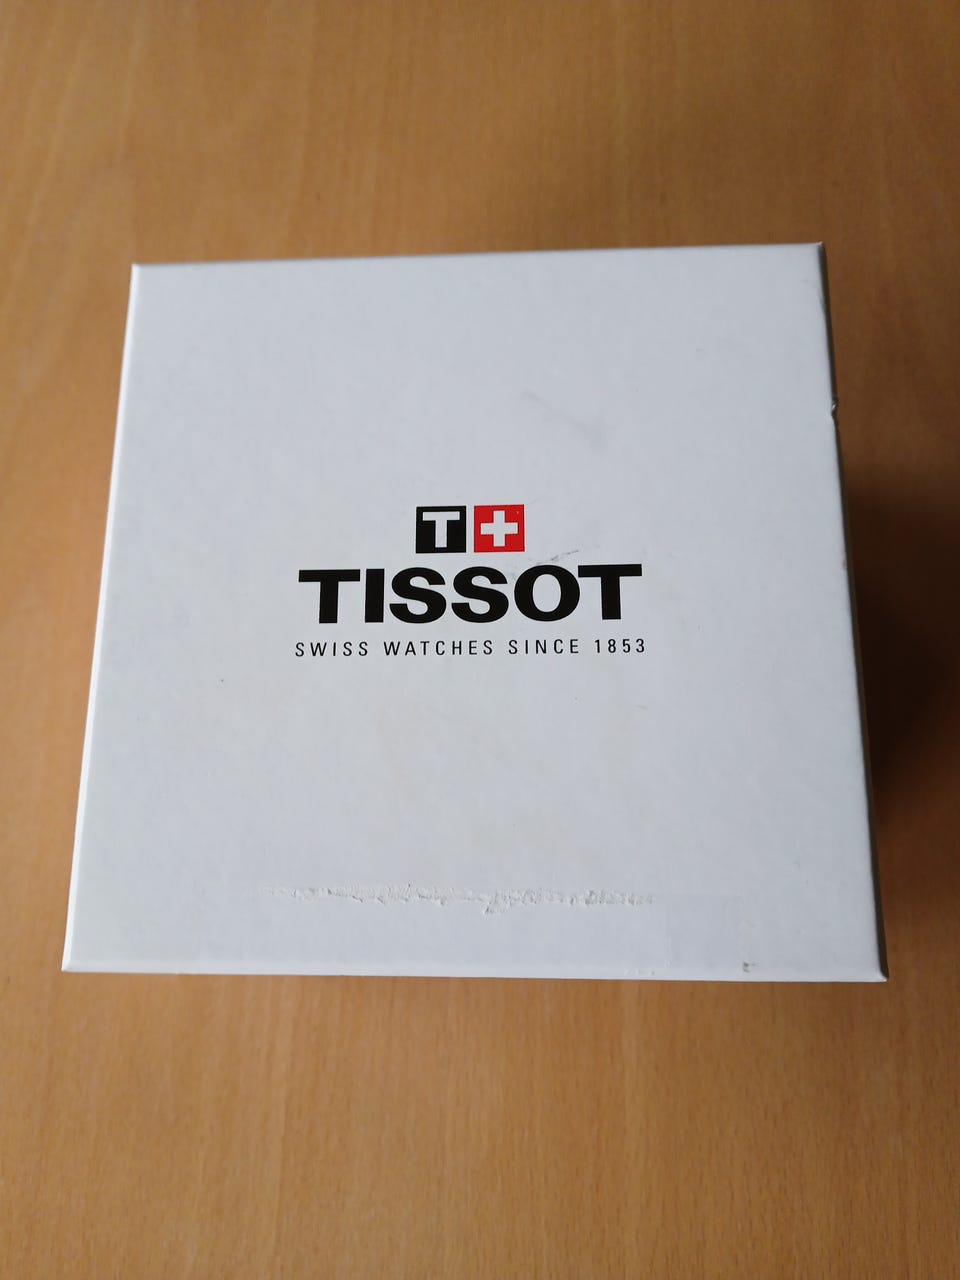 T+
TISSOT
SWISS WATCHES SINCE 1853